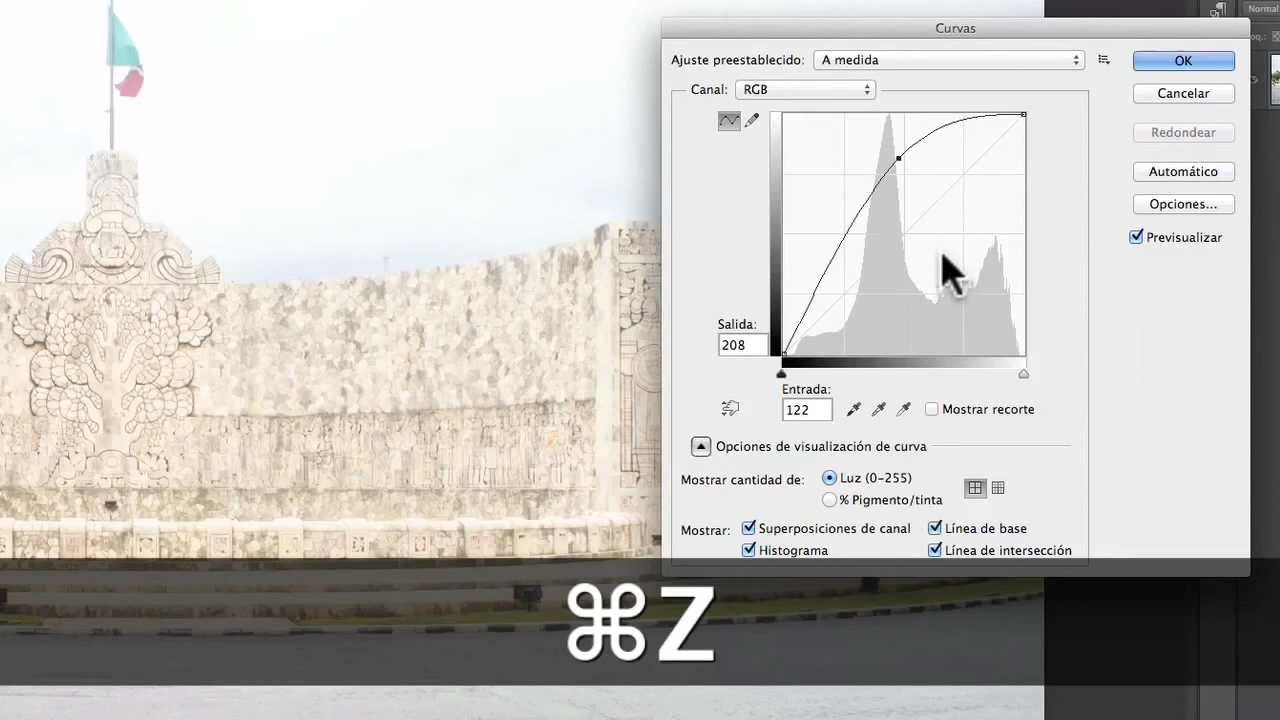 Curvas
Normal
Ajuste preestablecido: A medida
OK
Canal: RGB
Cancelar
Redondear
Automático
Opciones...
Previsualizar
Salida:
208
Entrada:
122
Mostrar recorte
Opciones de visualización de curva
Mostrar cantidad de: Luz (0-255)
% Pigmento/tinta
Mostrar: Superposiciones de canal Línea de base
Histograma Línea de intersección
⌘Z